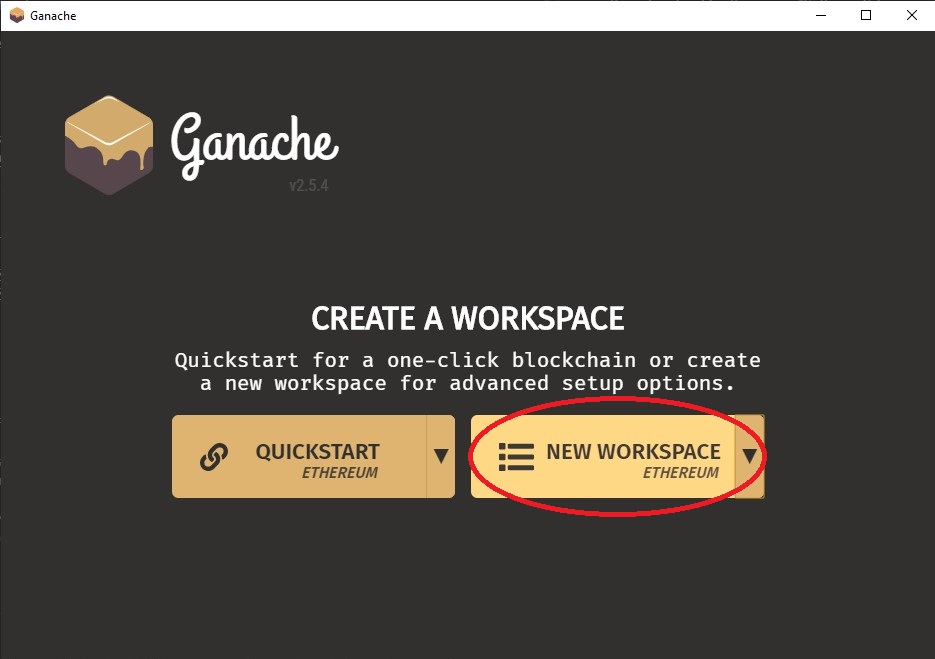 Ganache
Ganache
v2.5.4
CREATE A WORKSPACE
Quickstart for a one-click blockchain or create
a new workspace for advanced setup options.
QUICKSTART
ETHEREUM
NEW WORKSPACE
ETHEREUM